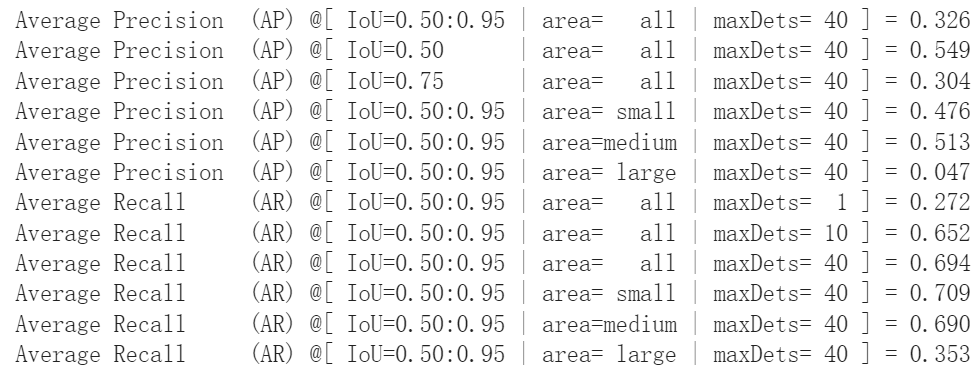 Average Precision  (AP) @[ IoU=0.50:0.95 | area=   all | maxDets= 40 ] = 0.326
Average Precision  (AP) @[ IoU=0.50      | area=   all | maxDets= 40 ] = 0.549
Average Precision  (AP) @[ IoU=0.75      | area=   all | maxDets= 40 ] = 0.304
Average Precision  (AP) @[ IoU=0.50:0.95 | area= small | maxDets= 40 ] = 0.476
Average Precision  (AP) @[ IoU=0.50:0.95 | area=medium | maxDets= 40 ] = 0.513
Average Precision  (AP) @[ IoU=0.50:0.95 | area= large | maxDets= 40 ] = 0.047
Average Recall     (AR) @[ IoU=0.50:0.95 | area=   all | maxDets=  1 ] = 0.272
Average Recall     (AR) @[ IoU=0.50:0.95 | area=   all | maxDets= 10 ] = 0.652
Average Recall     (AR) @[ IoU=0.50:0.95 | area=   all | maxDets= 40 ] = 0.694
Average Recall     (AR) @[ IoU=0.50:0.95 | area= small | maxDets= 40 ] = 0.709
Average Recall     (AR) @[ IoU=0.50:0.95 | area=medium | maxDets= 40 ] = 0.690
Average Recall     (AR) @[ IoU=0.50:0.95 | area= large | maxDets= 40 ] = 0.353